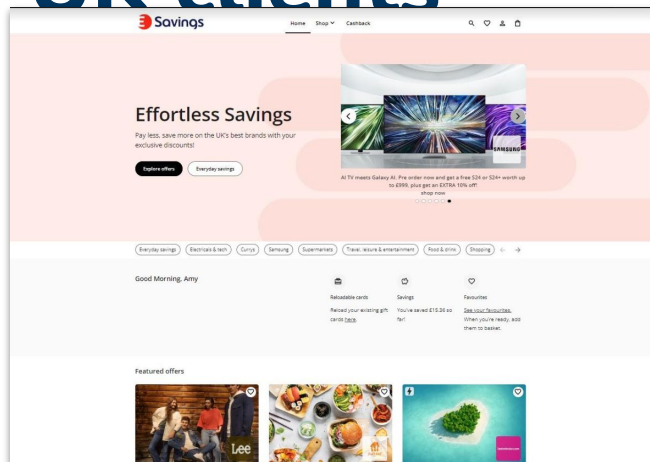 UK clients
Savings
Home Shop Cashback
Effortless Savings
Pay less, save more on the UK's best brands with your
exclusive discounts!
Explore offers Everyday savings
SAMSUNG
AI TV meets Galaxy AI. Pre order now and get a free S24 or S24+ worth up
to £999, plus get an EXTRA 10% off!
shop now
Everyday savings Electricals & tech Currys Samsung Supermarkets Travel, leisure & entertainment Food & drink Shopping
Good Morning, Amy
Reloadable cards
Reload your existing gift
cards here.
Savings
You've saved £19.36 so
far!
Favourites
See your favourites.
When you're ready, add
them to basket.
Featured offers
Lee